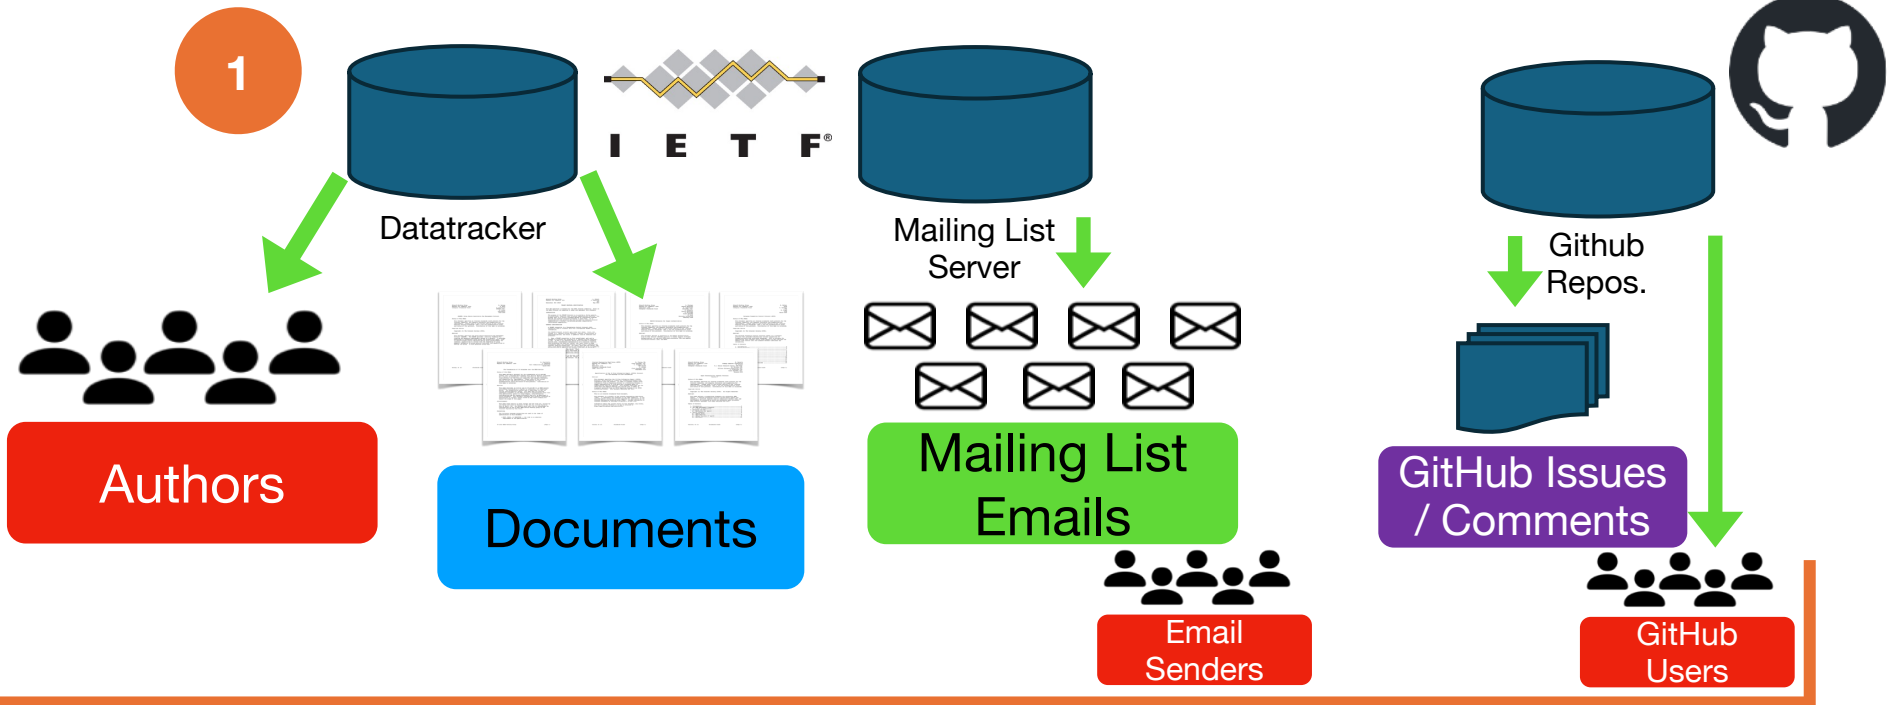 1
I E T F®
Datatracker
Mailing List
Server
Github
Repos.
Authors
Documents
Mailing List
Emails
GitHub Issues
/ Comments
Email
Senders
GitHub
Users